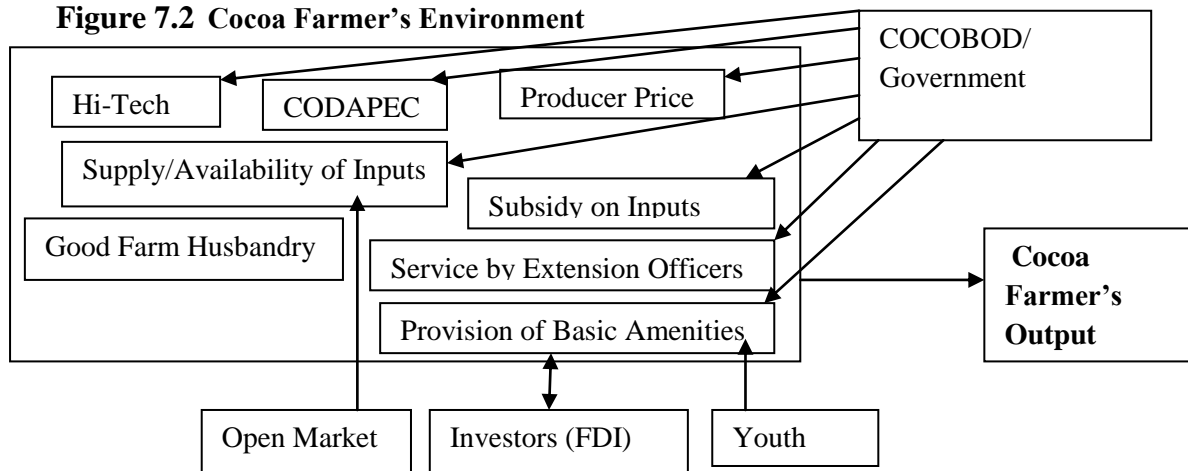 Figure 7.2 Cocoa Farmer's Environment
COCOBOD/
Government
Hi-Tech
CODAPEC
Producer Price
Supply/Availability of Inputs
Subsidy on Inputs
Good Farm Husbandry
Service by Extension Officers
Provision of Basic Amenities
Cocoa
Farmer's
Output
Open Market
Investors (FDI)
Youth